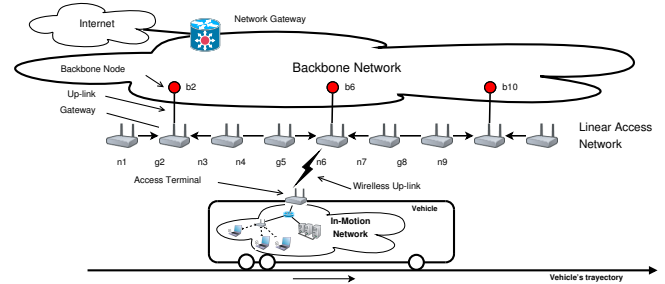 Internet
Network Gateway
Backbone Node
Backbone Network
b2
b6
b10
Up-link
Gateway
Linear Access
Network
n1 g2 n3 n4 g5 n6 n7 g8 n9
Access Terminal
Wireless Up-link
Vehicle
In-Motion
Network
Vehicle's trayectory